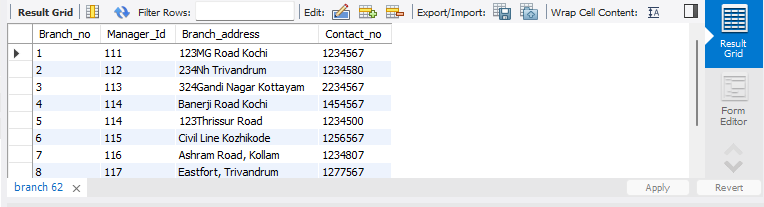 Result Grid Filter Rows: Edit: Export/Import: Wrap Cell Content:
Branch_no Manager_Id Branch_address Contact_no
1 111 123MG Road Kochi 1234567
2 112 234Nh Trivandrum 1234580
3 113 324Gandi Nagar Kottayam 2234567
4 114 Banerji Road Kochi 1454567
5 114 123Thrissur Road 1234500
6 115 Civil Line Kozhikode 1256567
7 116 Ashram Road, Kollam 1234807
8 117 Eastfort, Trivandrum 1277567
Result
Grid
Form
Editor
branch 62 Apply Revert